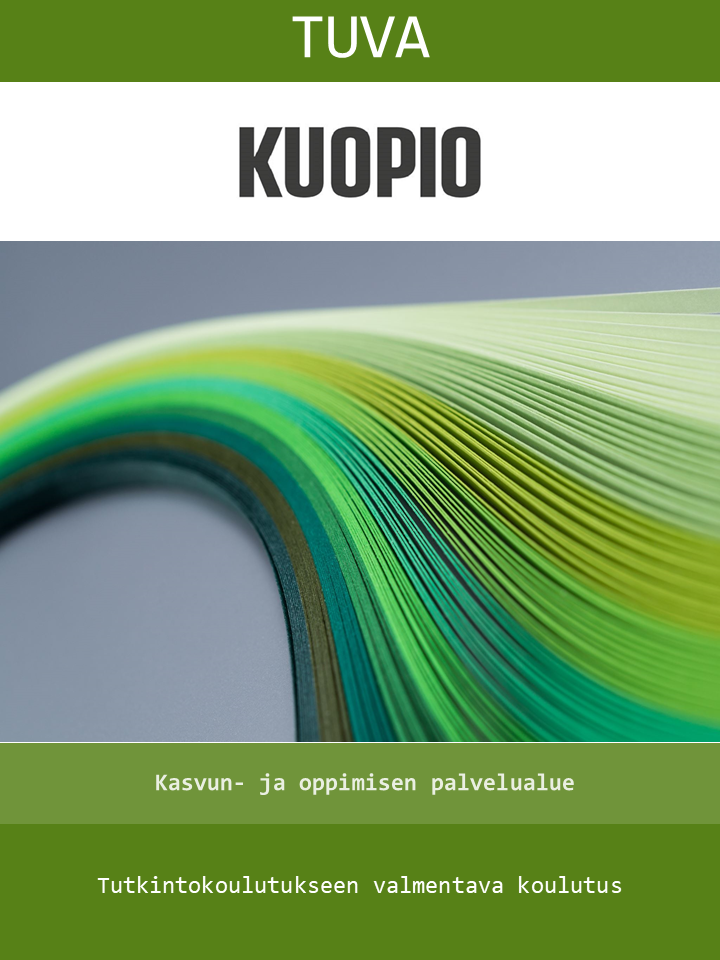 TUVA
KUOPIO
Kasvun- ja oppimisen palvelualue
Tutkintokoulutukseen valmentava koulutus